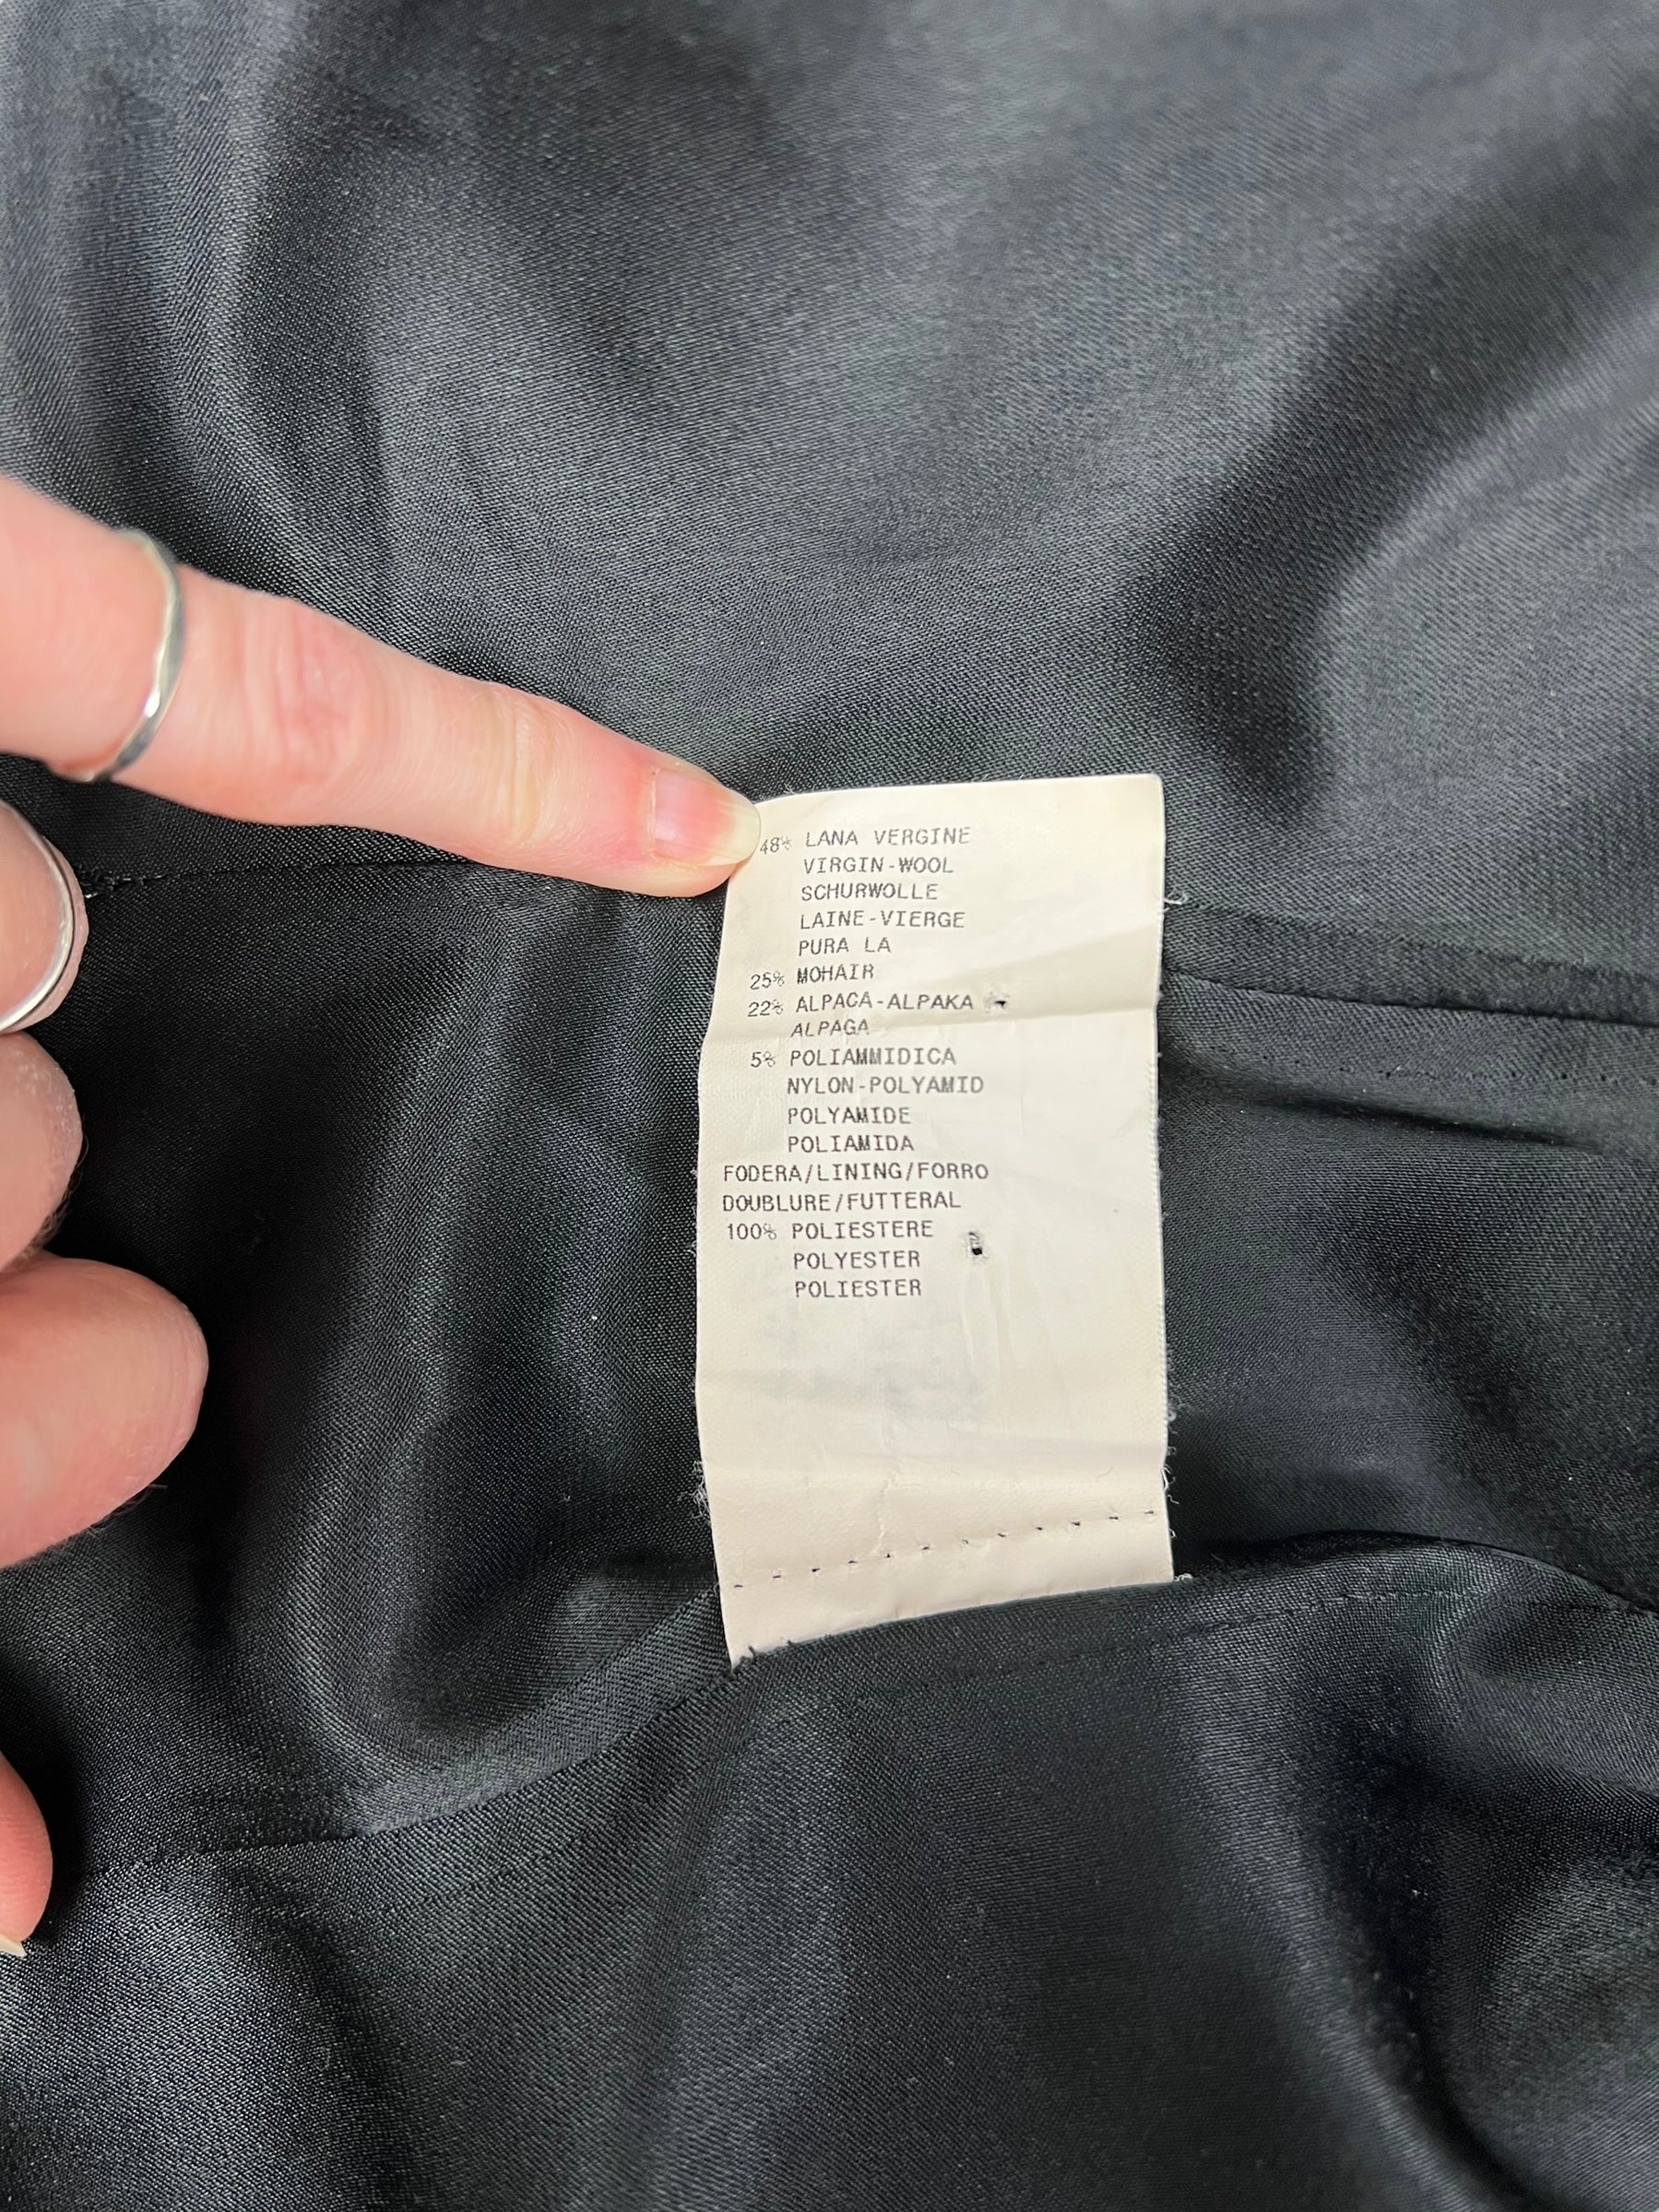 48% LANA VERGINE
VIRGIN-WOOL
SCHURWOLLE
LAINE-VIERGE
PURA LA
25% MOHAIR
22% ALPACA-ALPAKA
ALPAGA
5% POLIAMMIDICA
NYLON-POLYAMID
POLYAMIDE
POLIAMIDA
FODERA/LINING/FORRO
DOUBLURE/FUTTERAL
100% POLIESTERE
POLYESTER
POLIESTER